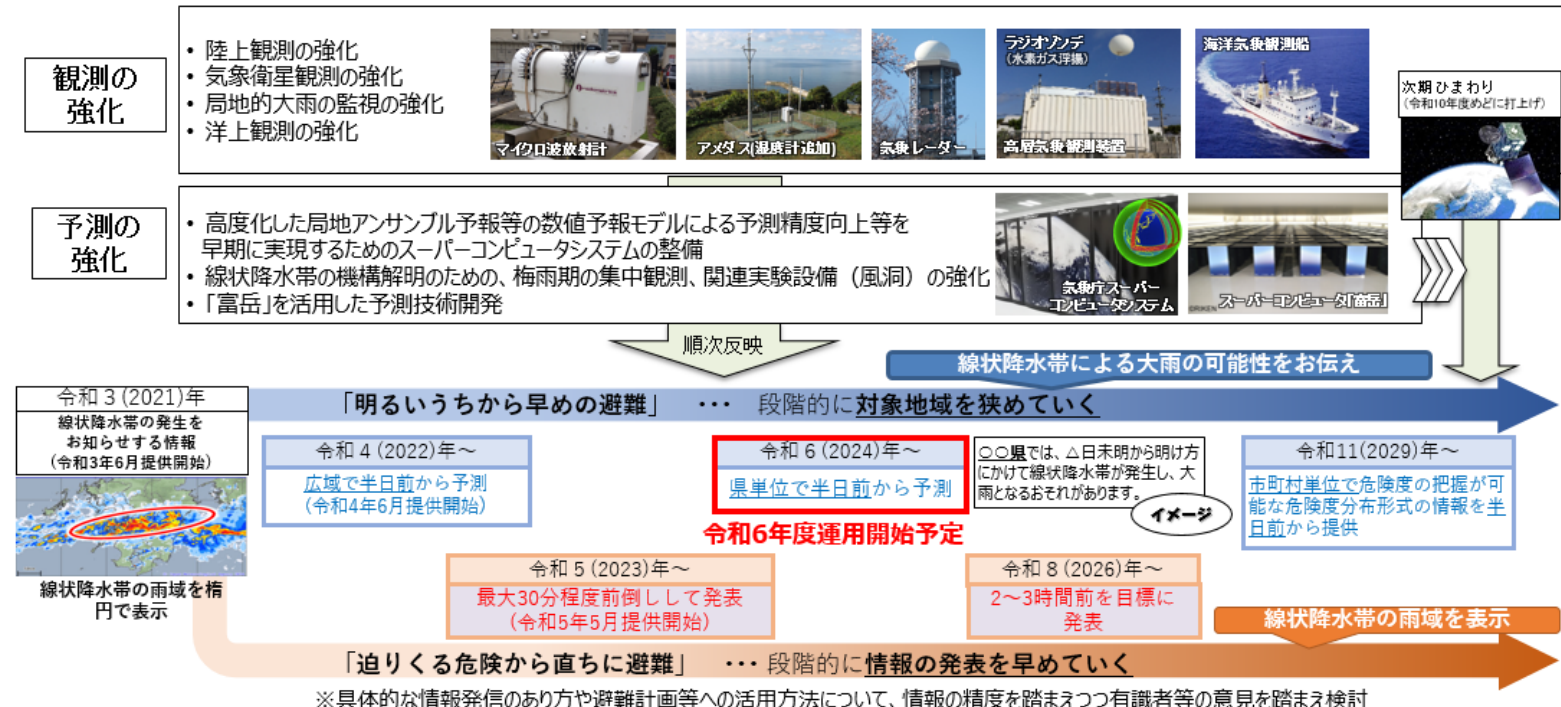 観測の
強化
• 陸上観測の強化
• 気象衛星観測の強化
• 局地的大雨の監視の強化
• 洋上観測の強化
マイクロ波放射計
アメダス(湿度計追加)
気象レーダー
ラジオゾンデ
(水素ガス浮揚)
高層気象観測装置
海洋気象観測船
次期ひまわり
(令和10年度めどに打上げ)
予測の
強化
• 高度化した局地アンサンブル予報等の数値予報モデルによる予測精度向上等を
早期に実現するためのスーパーコンピュータシステムの整備
• 線状降水帯の機構解明のための、梅雨期の集中観測、関連実験設備（風洞）の強化
• 「富岳」を活用した予測技術開発
気象庁スーパー
コンピュータシステム
スーパーコンピュータ「富岳」
順次反映
線状降水帯による大雨の可能性をお伝え
「明るいうちから早めの避難」 ･･･ 段階的に対象地域を狭めていく
令和３(2021)年
線状降水帯の発生を
お知らせする情報
(令和3年6月提供開始)
線状降水帯の雨域を楕
円で表示
令和４(2022)年～
広域で半日前から予測
(令和4年6月提供開始)
令和６(2024)年～
県単位で半日前から予測
令和6年度運用開始予定
○○県では、△日未明から明け方
にかけて線状降水帯が発生し、大
雨となるおそれがあります。
イメージ
令和11(2029)年～
市町村単位で危険度の把握が可
能な危険度分布形式の情報を半
日前から提供
令和５(2023)年～
最大30分程度前倒しして発表
(令和5年5月提供開始)
令和８(2026)年～
2～3時間前を目標に
発表
線状降水帯の雨域を表示
「迫りくる危険から直ちに避難」 ･･･ 段階的に情報の発表を早めていく
※具体的な情報発信のあり方や避難計画等への活用方法について、情報の精度を踏まえつつ有識者等の意見を踏まえ検討